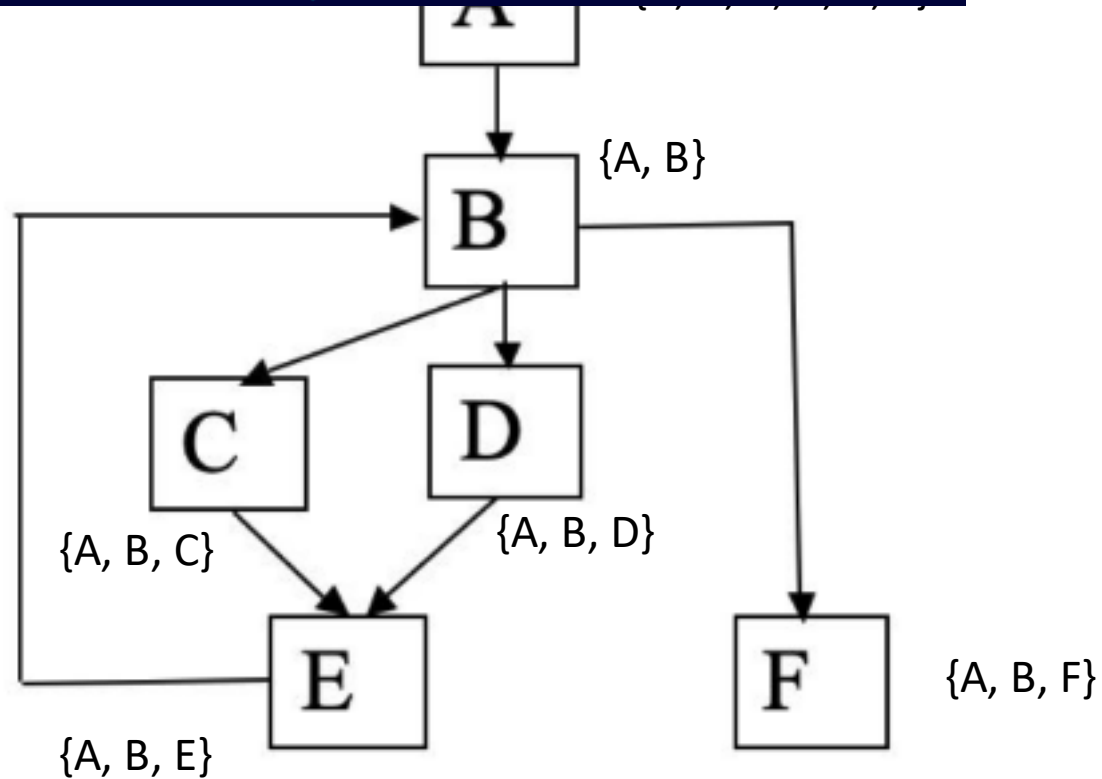 A
{A, B}
B
C
D
{A, B, C}
{A, B, D}
E
F
{A, B, F}
{A, B, E}